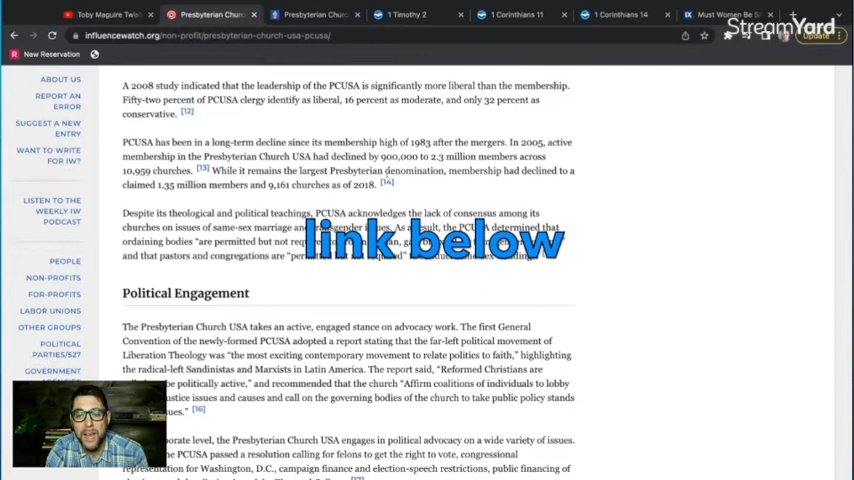 Toby Maguire Twin
Presbyterian Churc
Presbyterian Church
1 Timothy 2
1 Corinthians 11
1 Corinthians 14
Must Women Be S
StreamYard
influencewatch.org/non-profit/presbyterian-church-usa-pcusa/
Update
New Reservation
ABOUT US
REPORT AN
ERROR
SUGGEST A NEW
ENTRY
WANT TO WRITE
FOR IW?
LISTEN TO THE
WEEKLY IW
PODCAST
PEOPLE
NON-PROFITS
FOR-PROFITS
LABOR UNIONS
OTHER GROUPS
POLITICAL
PARTIES/527
GOVERNMENT
A 2008 study indicated that the leadership of the PCUSA is significantly more liberal than the membership.
Fifty-two percent of PCUSA clergy identify as liberal, 16 percent as moderate, and only 32 percent as
conservative. [12]
PCUSA has been in a long-term decline since its membership high of 1983 after the mergers. In 2005, active
membership in the Presbyterian Church USA had declined by 900,000 to 2.3 million members across
10,959 churches. [13] While it remains the largest Presbyterian denomination, membership had declined to a
claimed 1.35 million members and 9,161 churches as of 2018. [14]
Despite its theological and political teachings, PCUSA acknowledges the lack of consensus among its
churches on issues of same-sex marriage and transgender issues. As a result, the PCUSA determined that
ordaining bodies "are permitted but not
and that pastors and congregations are
link below
Political Engagement
The Presbyterian Church USA takes an active, engaged stance on advocacy work. The first General
Convention of the newly-formed PCUSA adopted a report stating that the far-left political movement of
Liberation Theology was "the most exciting contemporary movement to relate politics to faith," highlighting
the radical-left Sandinistas and Marxists in Latin America. The report said, "Reformed Christians are
be politically active," and recommended that the church "Affirm coalitions of individuals to lobby
justice issues and causes and call on the governing bodies of the church to take public policy stands
[16]
level, the Presbyterian Church USA engages in political advocacy on a wide variety of issues.
the PCUSA passed a resolution calling for felons to get the right to vote, congressional
representation for Washington, D.C., campaign finance and election-speech restrictions, public financing of